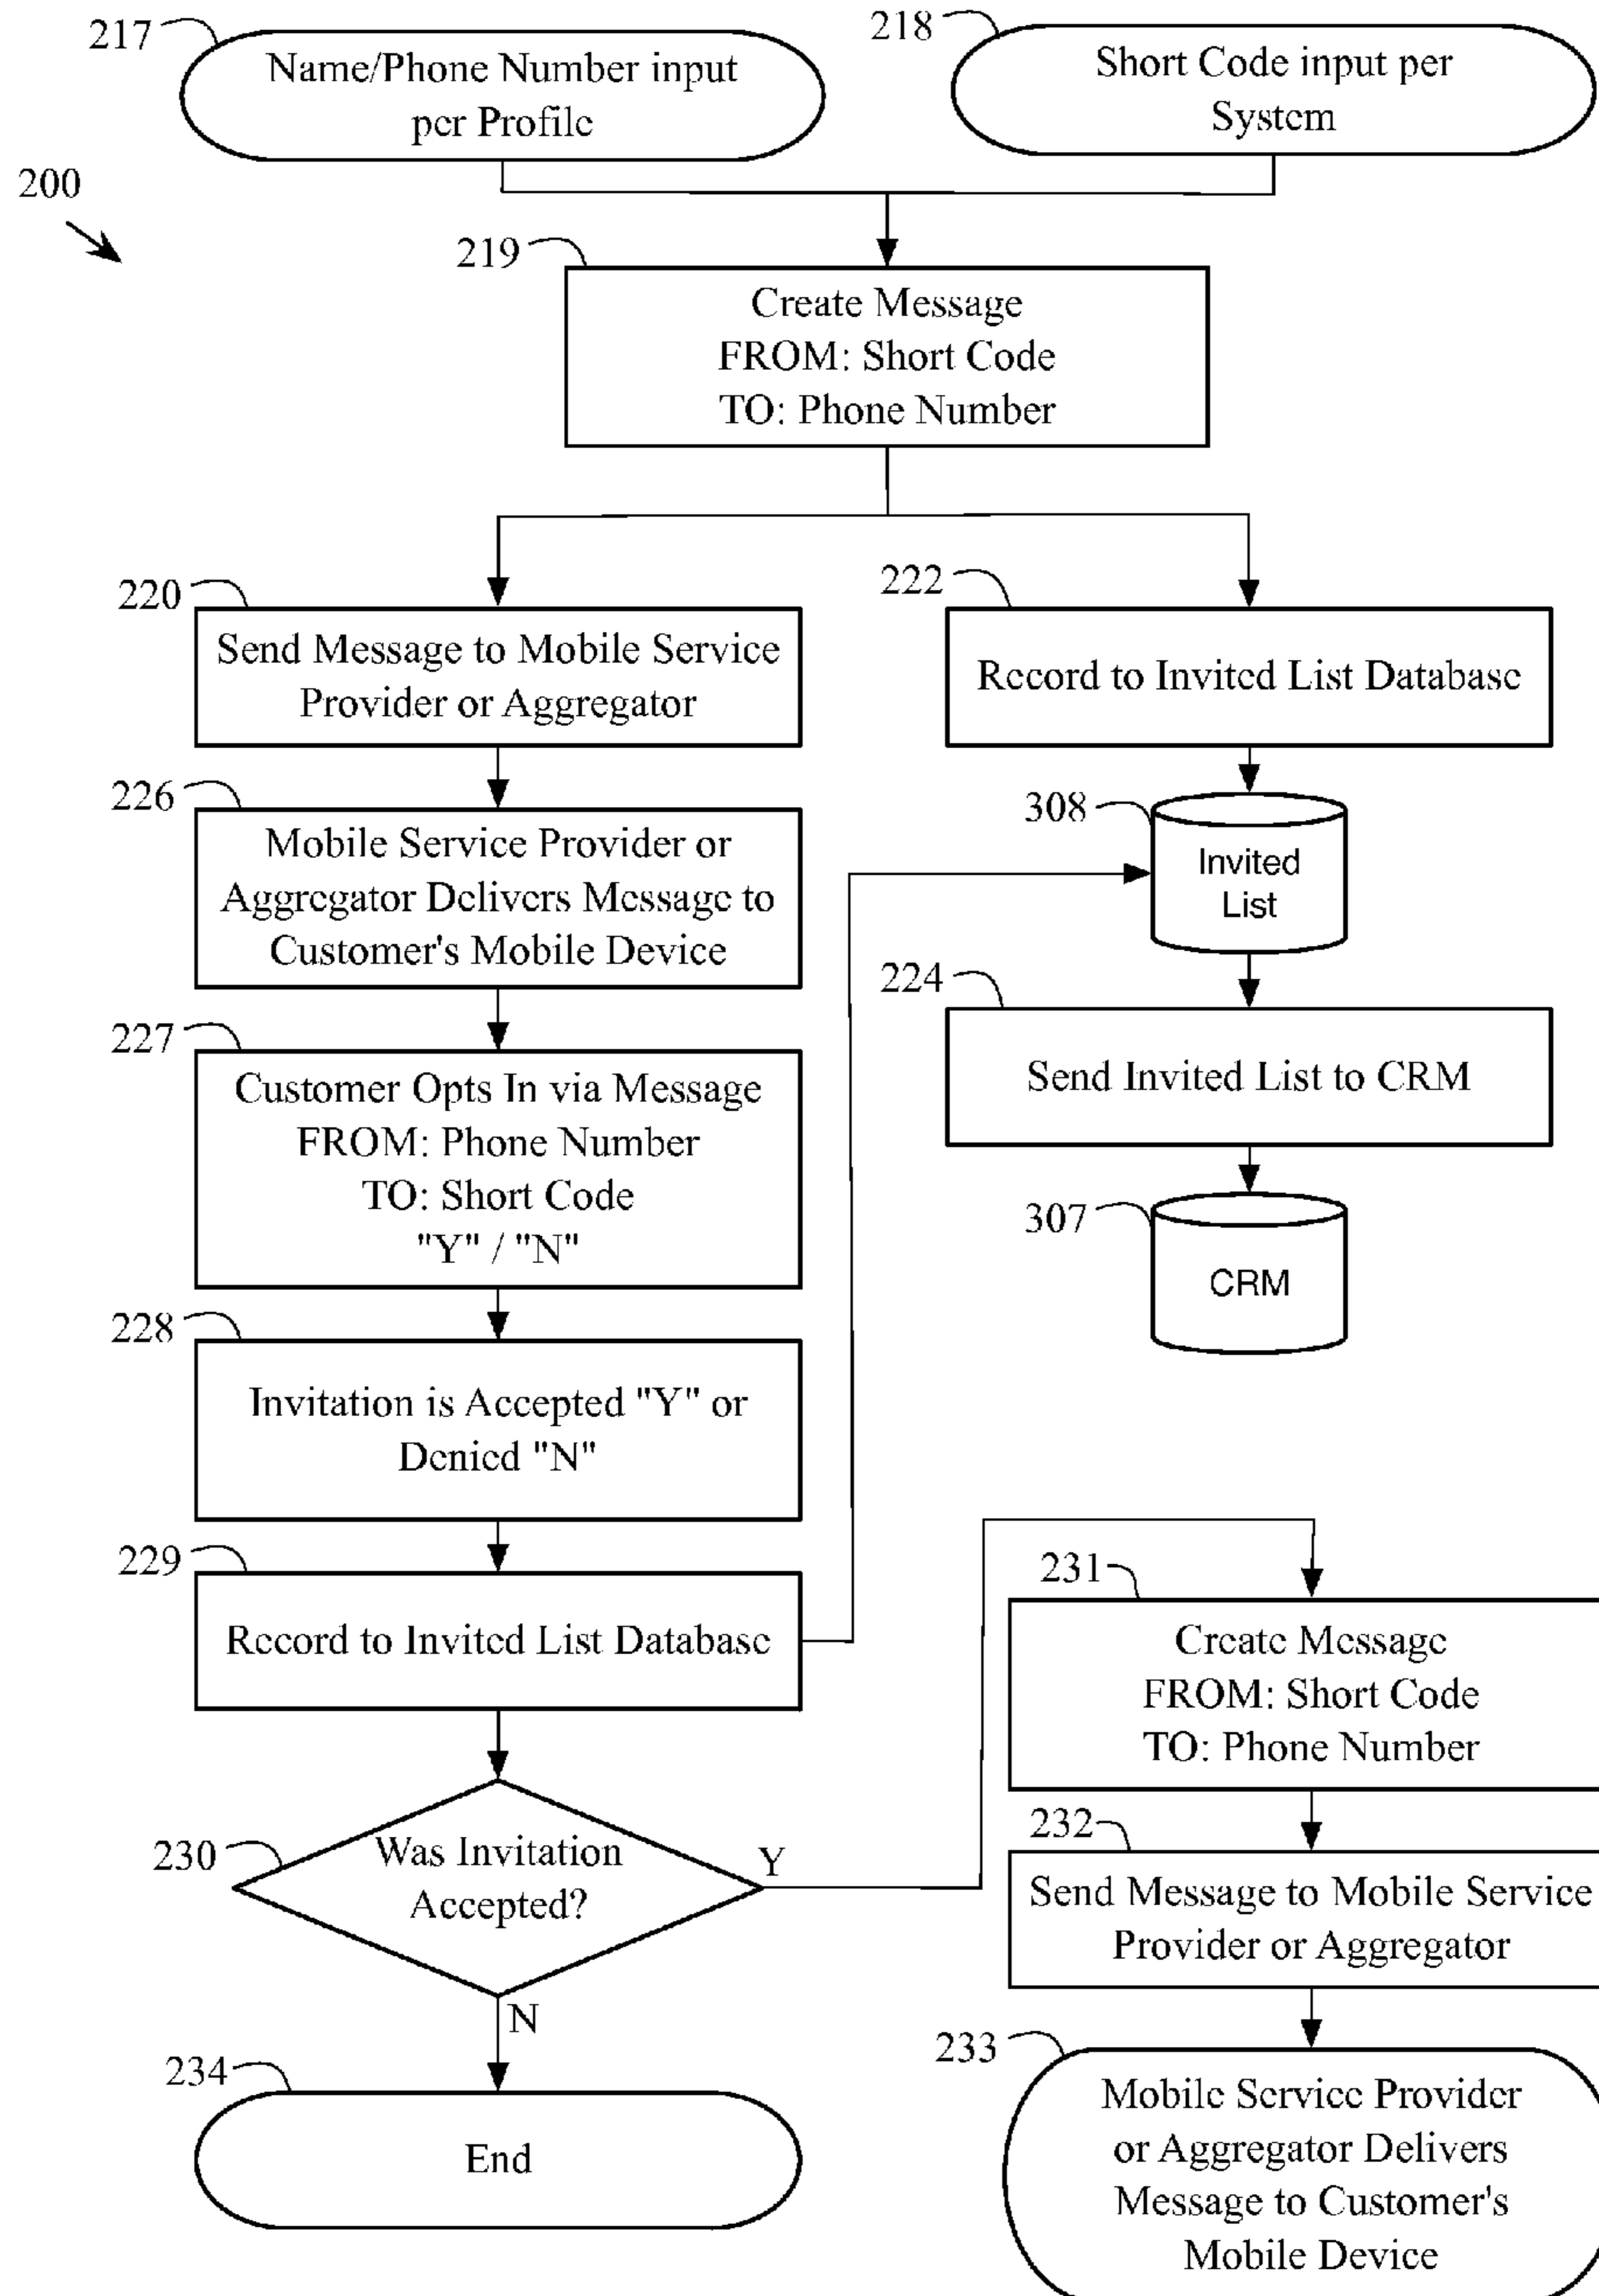 217
Name/Phone Number input
per Profile
218
Short Code input per
System
200
219
Create Message
FROM: Short Code
TO: Phone Number
220
Send Message to Mobile Service
Provider or Aggregator
222
Record to Invited List Database
226
Mobile Service Provider or
Aggregator Delivers Message to
Customer's Mobile Device
308
Invited
List
224
Send Invited List to CRM
227
Customer Opts In via Message
FROM: Phone Number
TO: Short Code
"Y" / "N"
307
CRM
228
Invitation is Accepted "Y" or
Denied "N"
229
Record to Invited List Database
231
Create Message
FROM: Short Code
TO: Phone Number
230
Was Invitation
Accepted?
Y
N
232
Send Message to Mobile Service
Provider or Aggregator
234
End
233
Mobile Service Provider
or Aggregator Delivers
Message to Customer's
Mobile Device